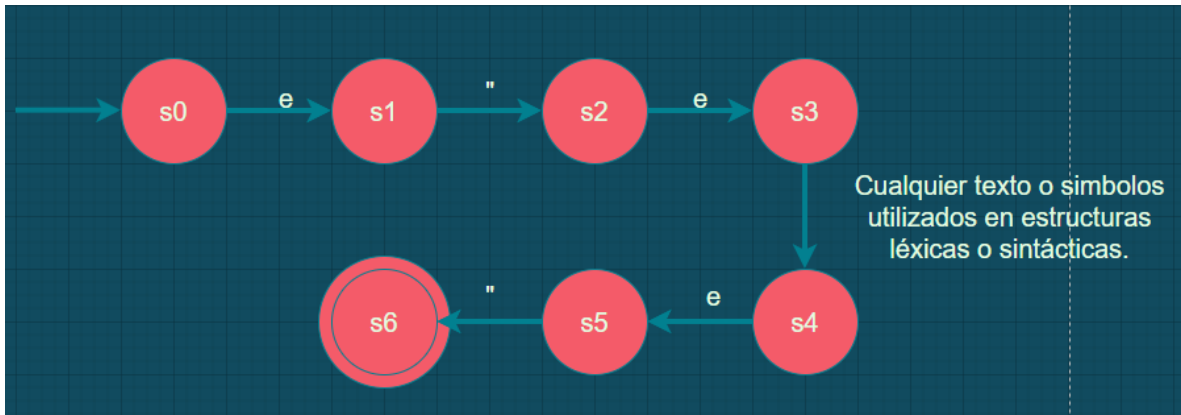 s0
e
s1
"
s2
e
s3
Cualquier texto o simbolos
utilizados en estructuras
léxicas o sintácticas.
s4
e
s5
"
s6